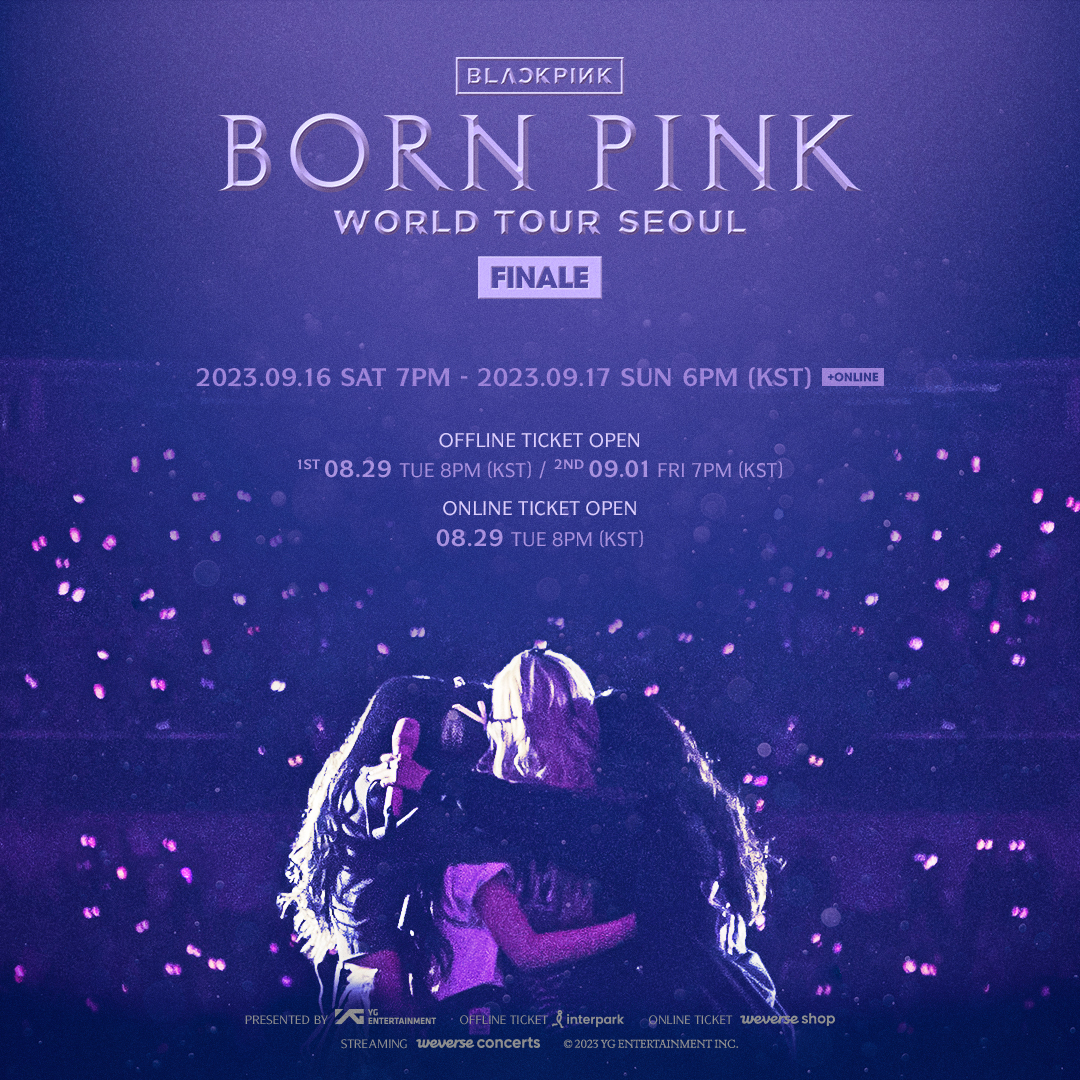 BLACKPINK
BORN PINK
WORLD TOUR SEOUL
FINALE
2023.09.16 SAT 7PM - 2023.09.17 SUN 6PM (KST) +ONLINE
OFFLINE TICKET OPEN
1ST 08.29 TUE 8PM (KST) / 2ND 09.01 FRI 7PM (KST)
ONLINE TICKET OPEN
08.29 TUE 8PM (KST)
PRESENTED BY YG ENTERTAINMENT · OFFLINE TICKET interpark ONLINE TICKET weverse shop
STREAMING weverse concerts © 2023 YG ENTERTAINMENT INC.